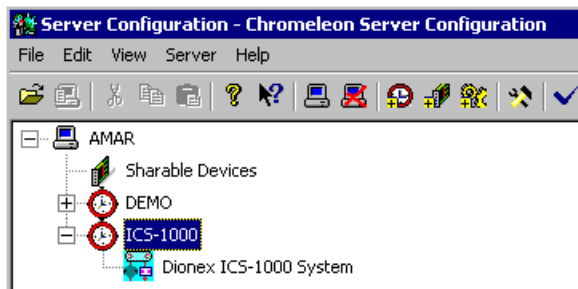 Server Configuration - Chromeleon Server Configuration
File Edit View Server Help
AMAR
Sharable Devices
DEMO
ICS-1000
Dionex ICS-1000 System